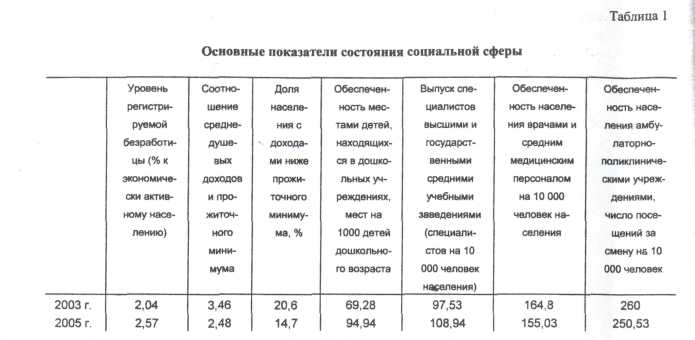 Таблица 1
Основные показатели состояния социальной сферы
Уровень регистри-руемой безработи-цы (% к экономиче-ски актив-ному насе-лению)
Соотно-шение средне-душе-вых доходов и про-житоч-ного мини-мума
Доля населе-ния с дохода-ми ниже прожи-точного миниму-ма, %
Обеспечен-ность мес-тами детей, находящих-ся в дошко-льных уч-реждениях, мест на 1000 детей дошкольно-го возраста
Выпуск спе-циалистов высшими и государст-венными средними учебными заведениями (специали-стов на 10 000 человек населения)
Обеспечен-ность населе-ния врачами и средним медицинским персоналом на 10 000 человек на-селения
Обеспечен-ность насе-ления амбу-латорно-поликлиниче-скими учреж-дениями, число посе-щений за смену на 10 000 человек
2003 г. 2,04 3,46 20,6 69,28 97,53 164,8 260
2005 г. 2,57 2,48 14,7 94,94 108,94 155,03 250,53